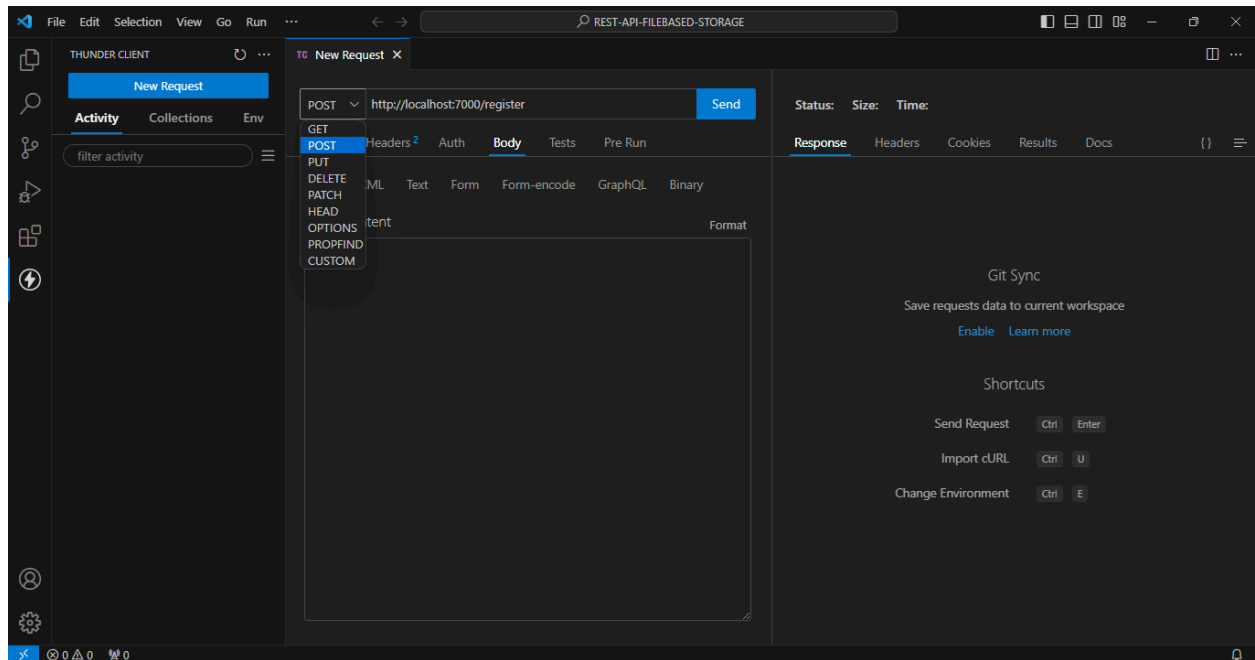 File Edit Selection View Go Run ... REST-API-FILEBASED-STORAGE
THUNDER CLIENT
New Request
Activity Collections Env
filter activity
TC New Request
POST http://localhost:7000/register Send
GET
POST
PUT
DELETE
PATCH
HEAD
OPTIONS
PROPFIND
CUSTOM
Headers 2 Auth Body Tests Pre Run
ML Text Form Form-encode GraphQL Binary
tent Format
Status: Size: Time:
Response Headers Cookies Results Docs {}
Git Sync
Save requests data to current workspace
Enable Learn more
Shortcuts
Send Request Ctrl Enter
Import cURL Ctrl U
Change Environment Ctrl E
0 0 0